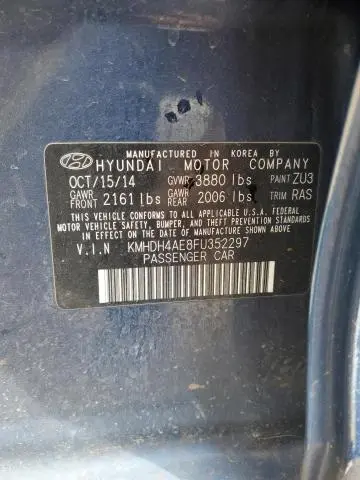 MANUFACTURED IN KOREA BY
HYUNDAI MOTOR COMPANY
OCT/15/14 GVWR 3880 lbs PAINT ZU3
GAWR FRONT 2161 lbs GAWR REAR 2006 lbs TRIM RAS
THIS VEHICLE CONFORMS TO ALL APPLICABLE U.S.A. FEDERAL
MOTOR VEHICLE SAFETY, BUMPER, AND THEFT PREVENTION
STANDARDS IN EFFECT ON THE DATE OF MANUFACTURE SHOWN ABOVE.
V.I.N KMHDH4AE8FU352297
PASSENGER CAR